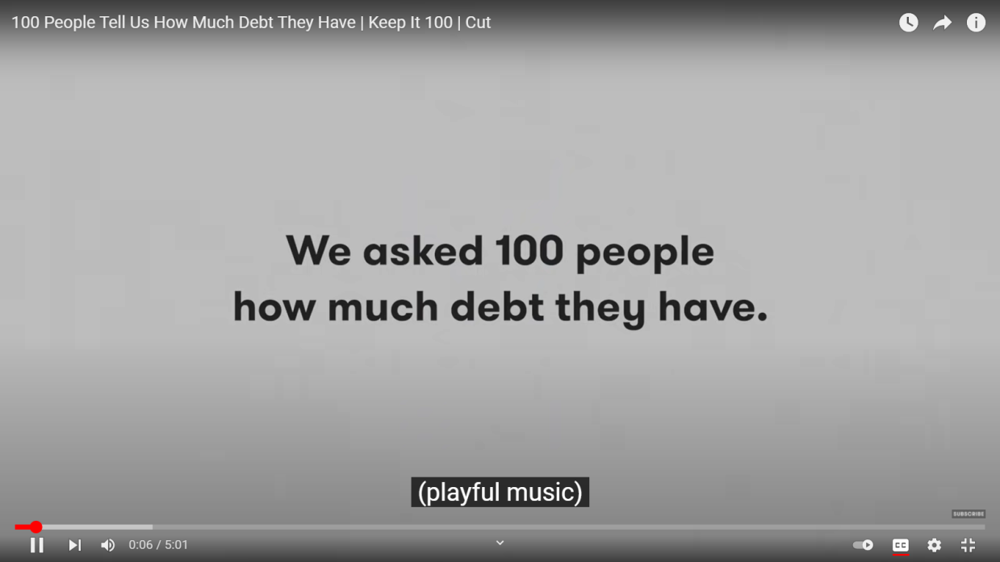 100 People Tell Us How Much Debt They Have | Keep It 100 | Cut
We asked 100 people
how much debt they have.
(playful music)
SUBSCRIBE
0:06 / 5:01
CC